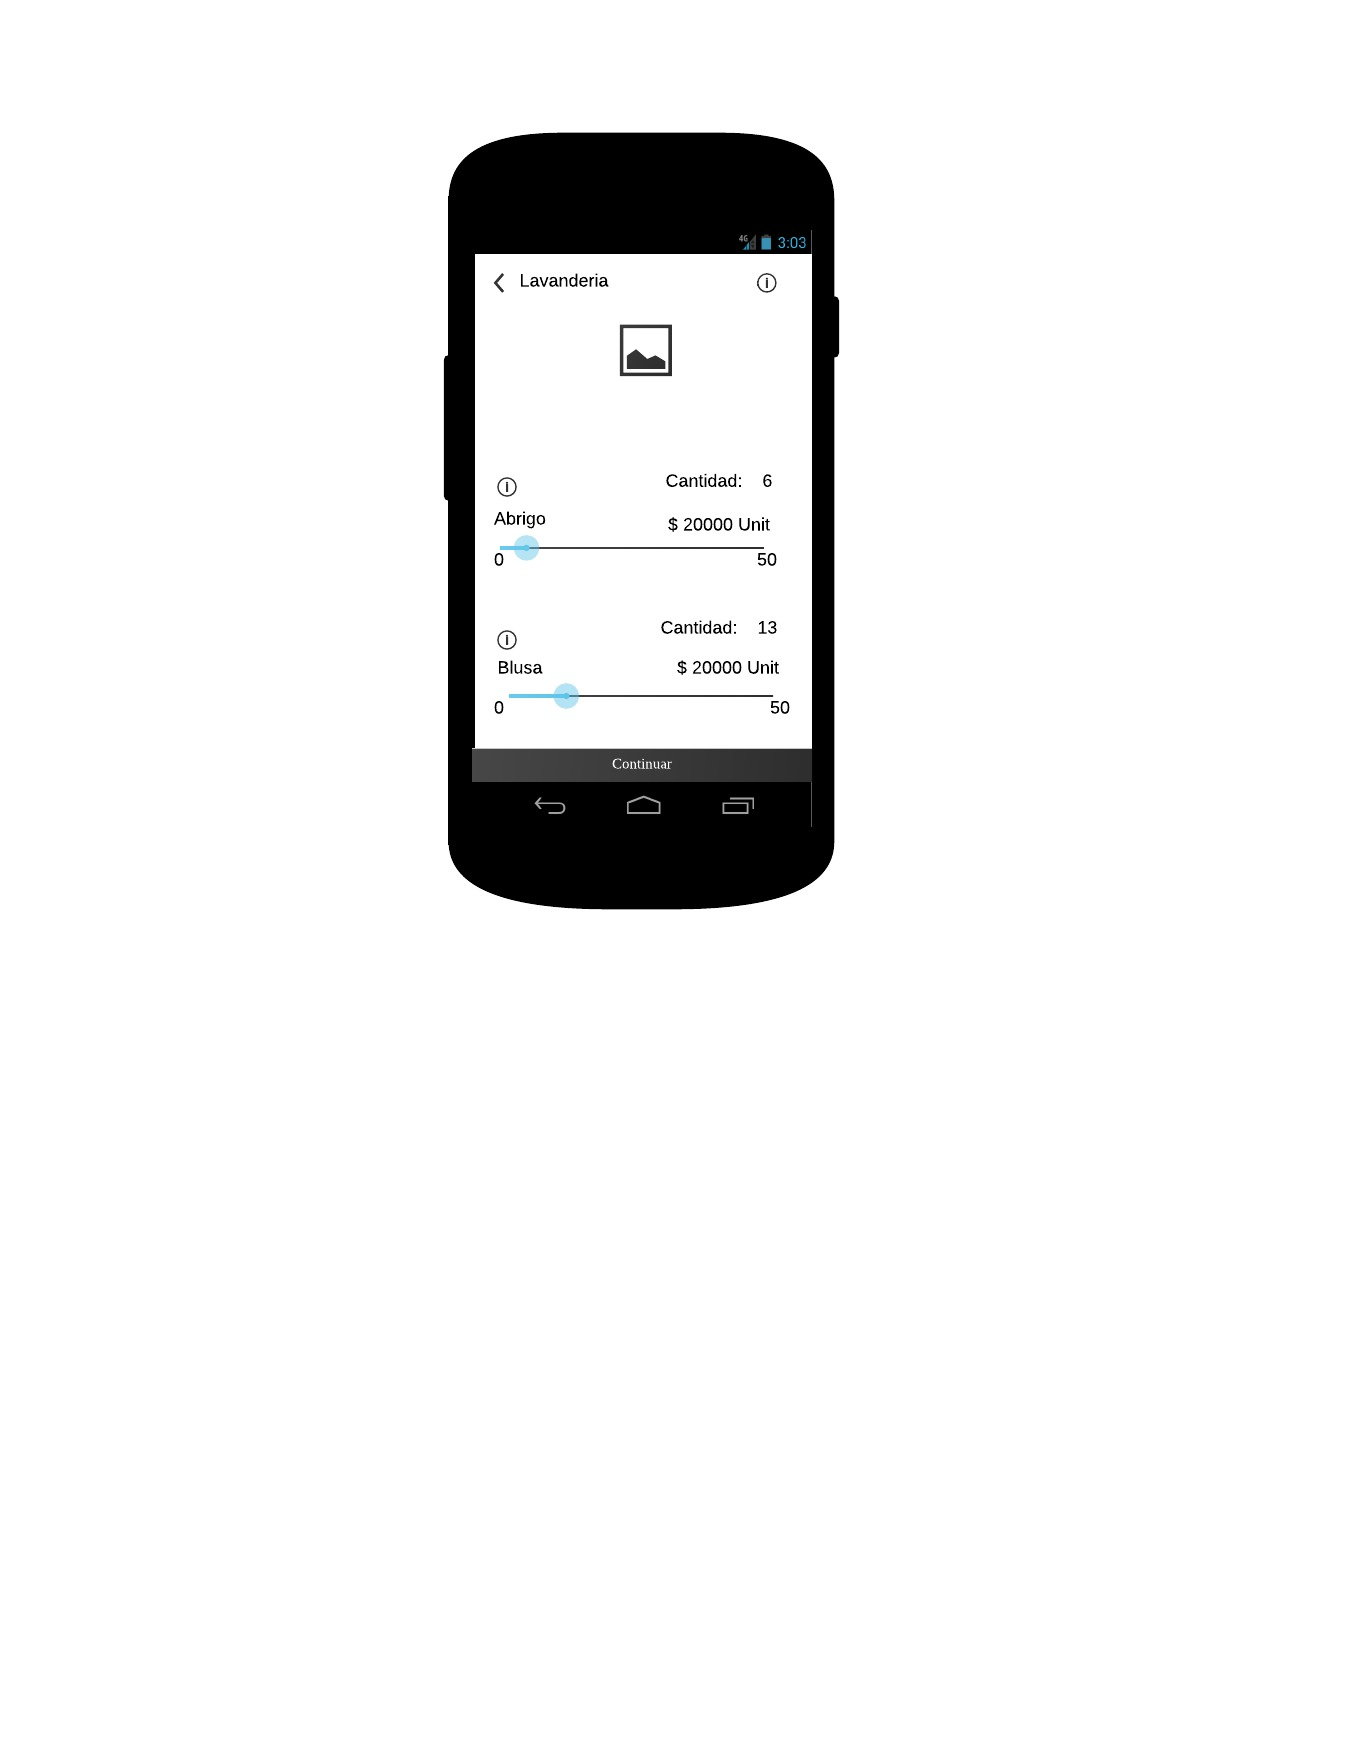 4G 3:03
Lavanderia
Cantidad: 6
Abrigo
$ 20000 Unit
0 50
Cantidad: 13
Blusa $ 20000 Unit
0 50
Continuar